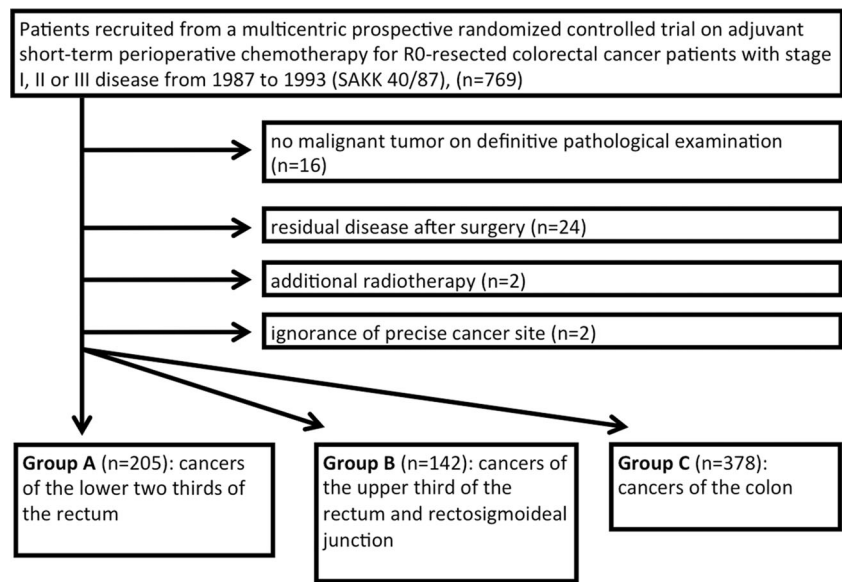 Patients recruited from a multicentric prospective randomized controlled trial on adjuvant
short-term perioperative chemotherapy for R0-resected colorectal cancer patients with stage
I, II or III disease from 1987 to 1993 (SAKK 40/87), (n=769)
no malignant tumor on definitive pathological examination
(n=16)
residual disease after surgery (n=24)
additional radiotherapy (n=2)
ignorance of precise cancer site (n=2)
Group A (n=205): cancers
of the lower two thirds of
the rectum
Group B (n=142): cancers of
the upper third of the
rectum and rectosigmoideal
junction
Group C (n=378):
cancers of the colon